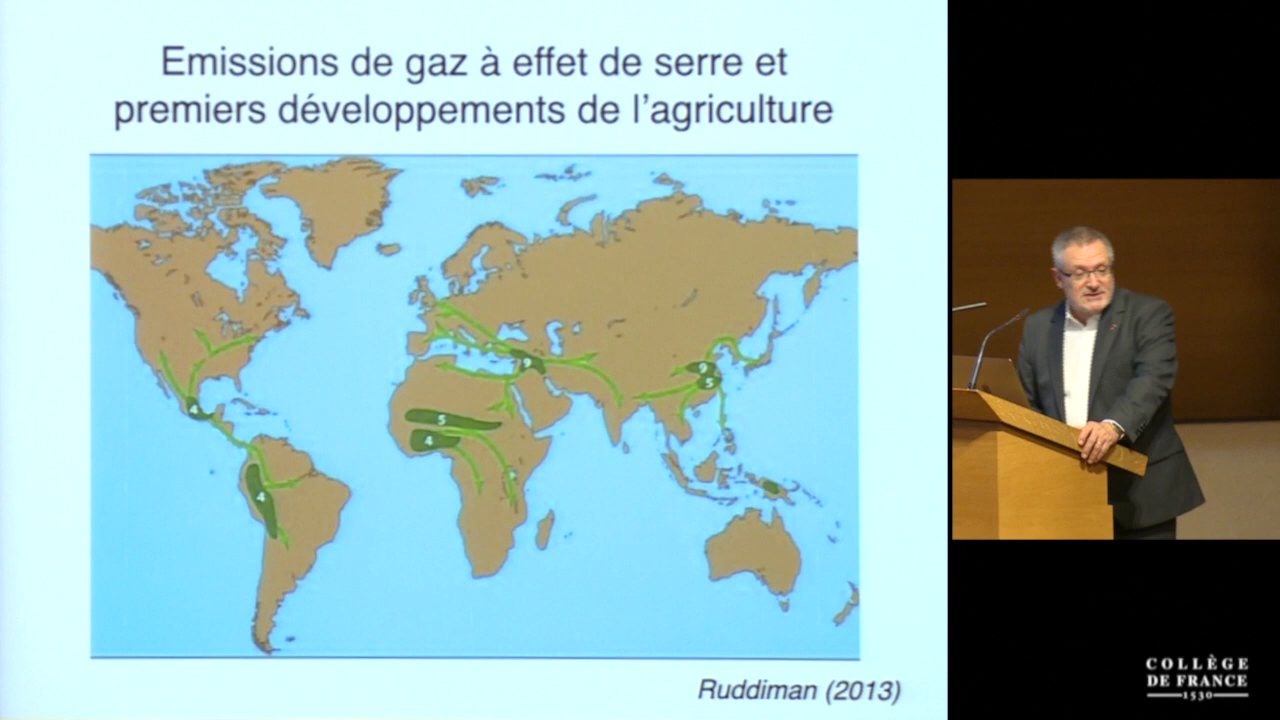 Emissions de gaz à effet de serre et
premiers développements de l'agriculture
9
9
5
5
4
4
4
Ruddiman (2013)
COLLÈGE
DE FRANCE
1530